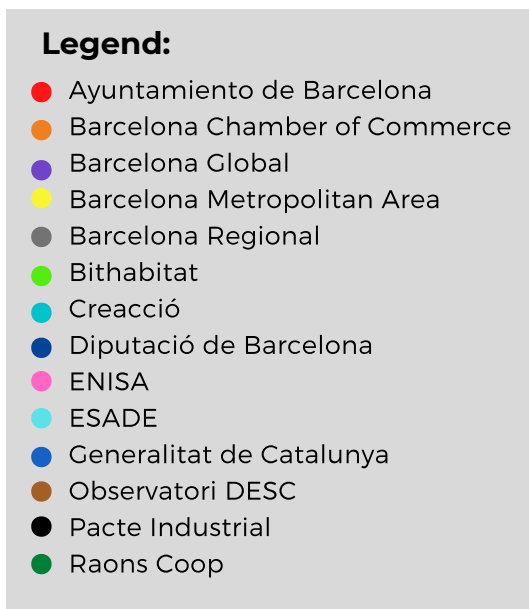 Legend:
Ayuntamiento de Barcelona
Barcelona Chamber of Commerce
Barcelona Global
Barcelona Metropolitan Area
Barcelona Regional
Bithabitat
Creacció
Diputació de Barcelona
ENISA
ESADE
Generalitat de Catalunya
Observatori DESC
Pacte Industrial
Raons Coop